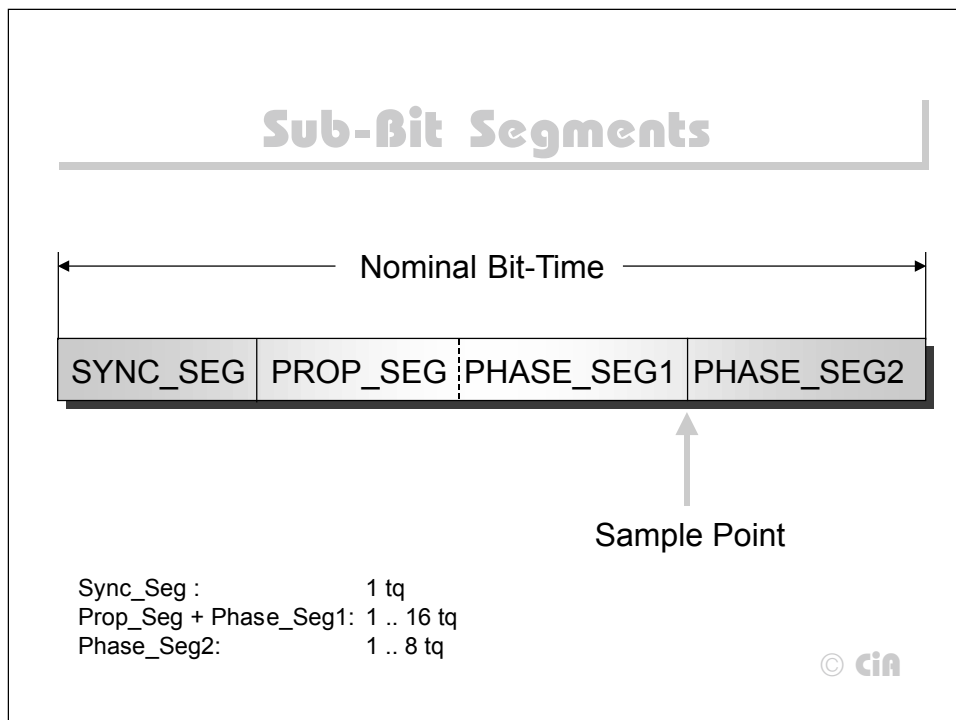 Sub-Bit Segments
Nominal Bit-Time
SYNC_SEG PROP_SEG PHASE_SEG1 PHASE_SEG2
Sample Point
Sync_Seg : 1 tq
Prop_Seg + Phase_Seg1: 1 .. 16 tq
Phase_Seg2: 1 .. 8 tq
© CiA